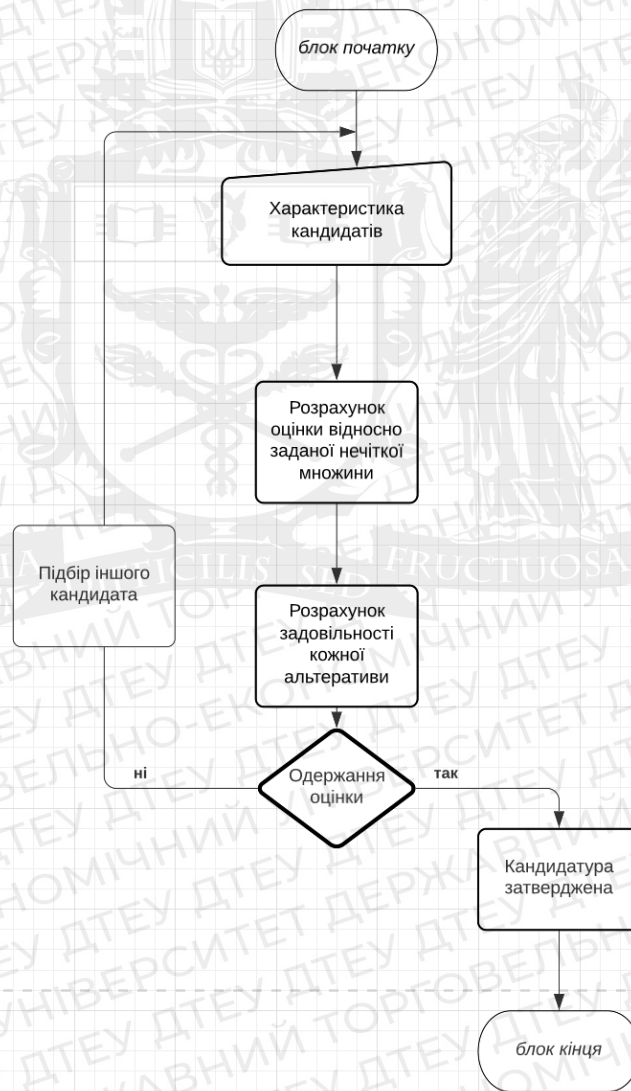 блок початку
Характеристика
кандидатів
Розрахунок
оцінки відносно
заданої нечіткої
множини
Підбір іншого
кандидата
Розрахунок
задовільності
кожної
альтеративи
ні
Одержання
оцінки
так
Кандидатура
затверджена
блок кінця